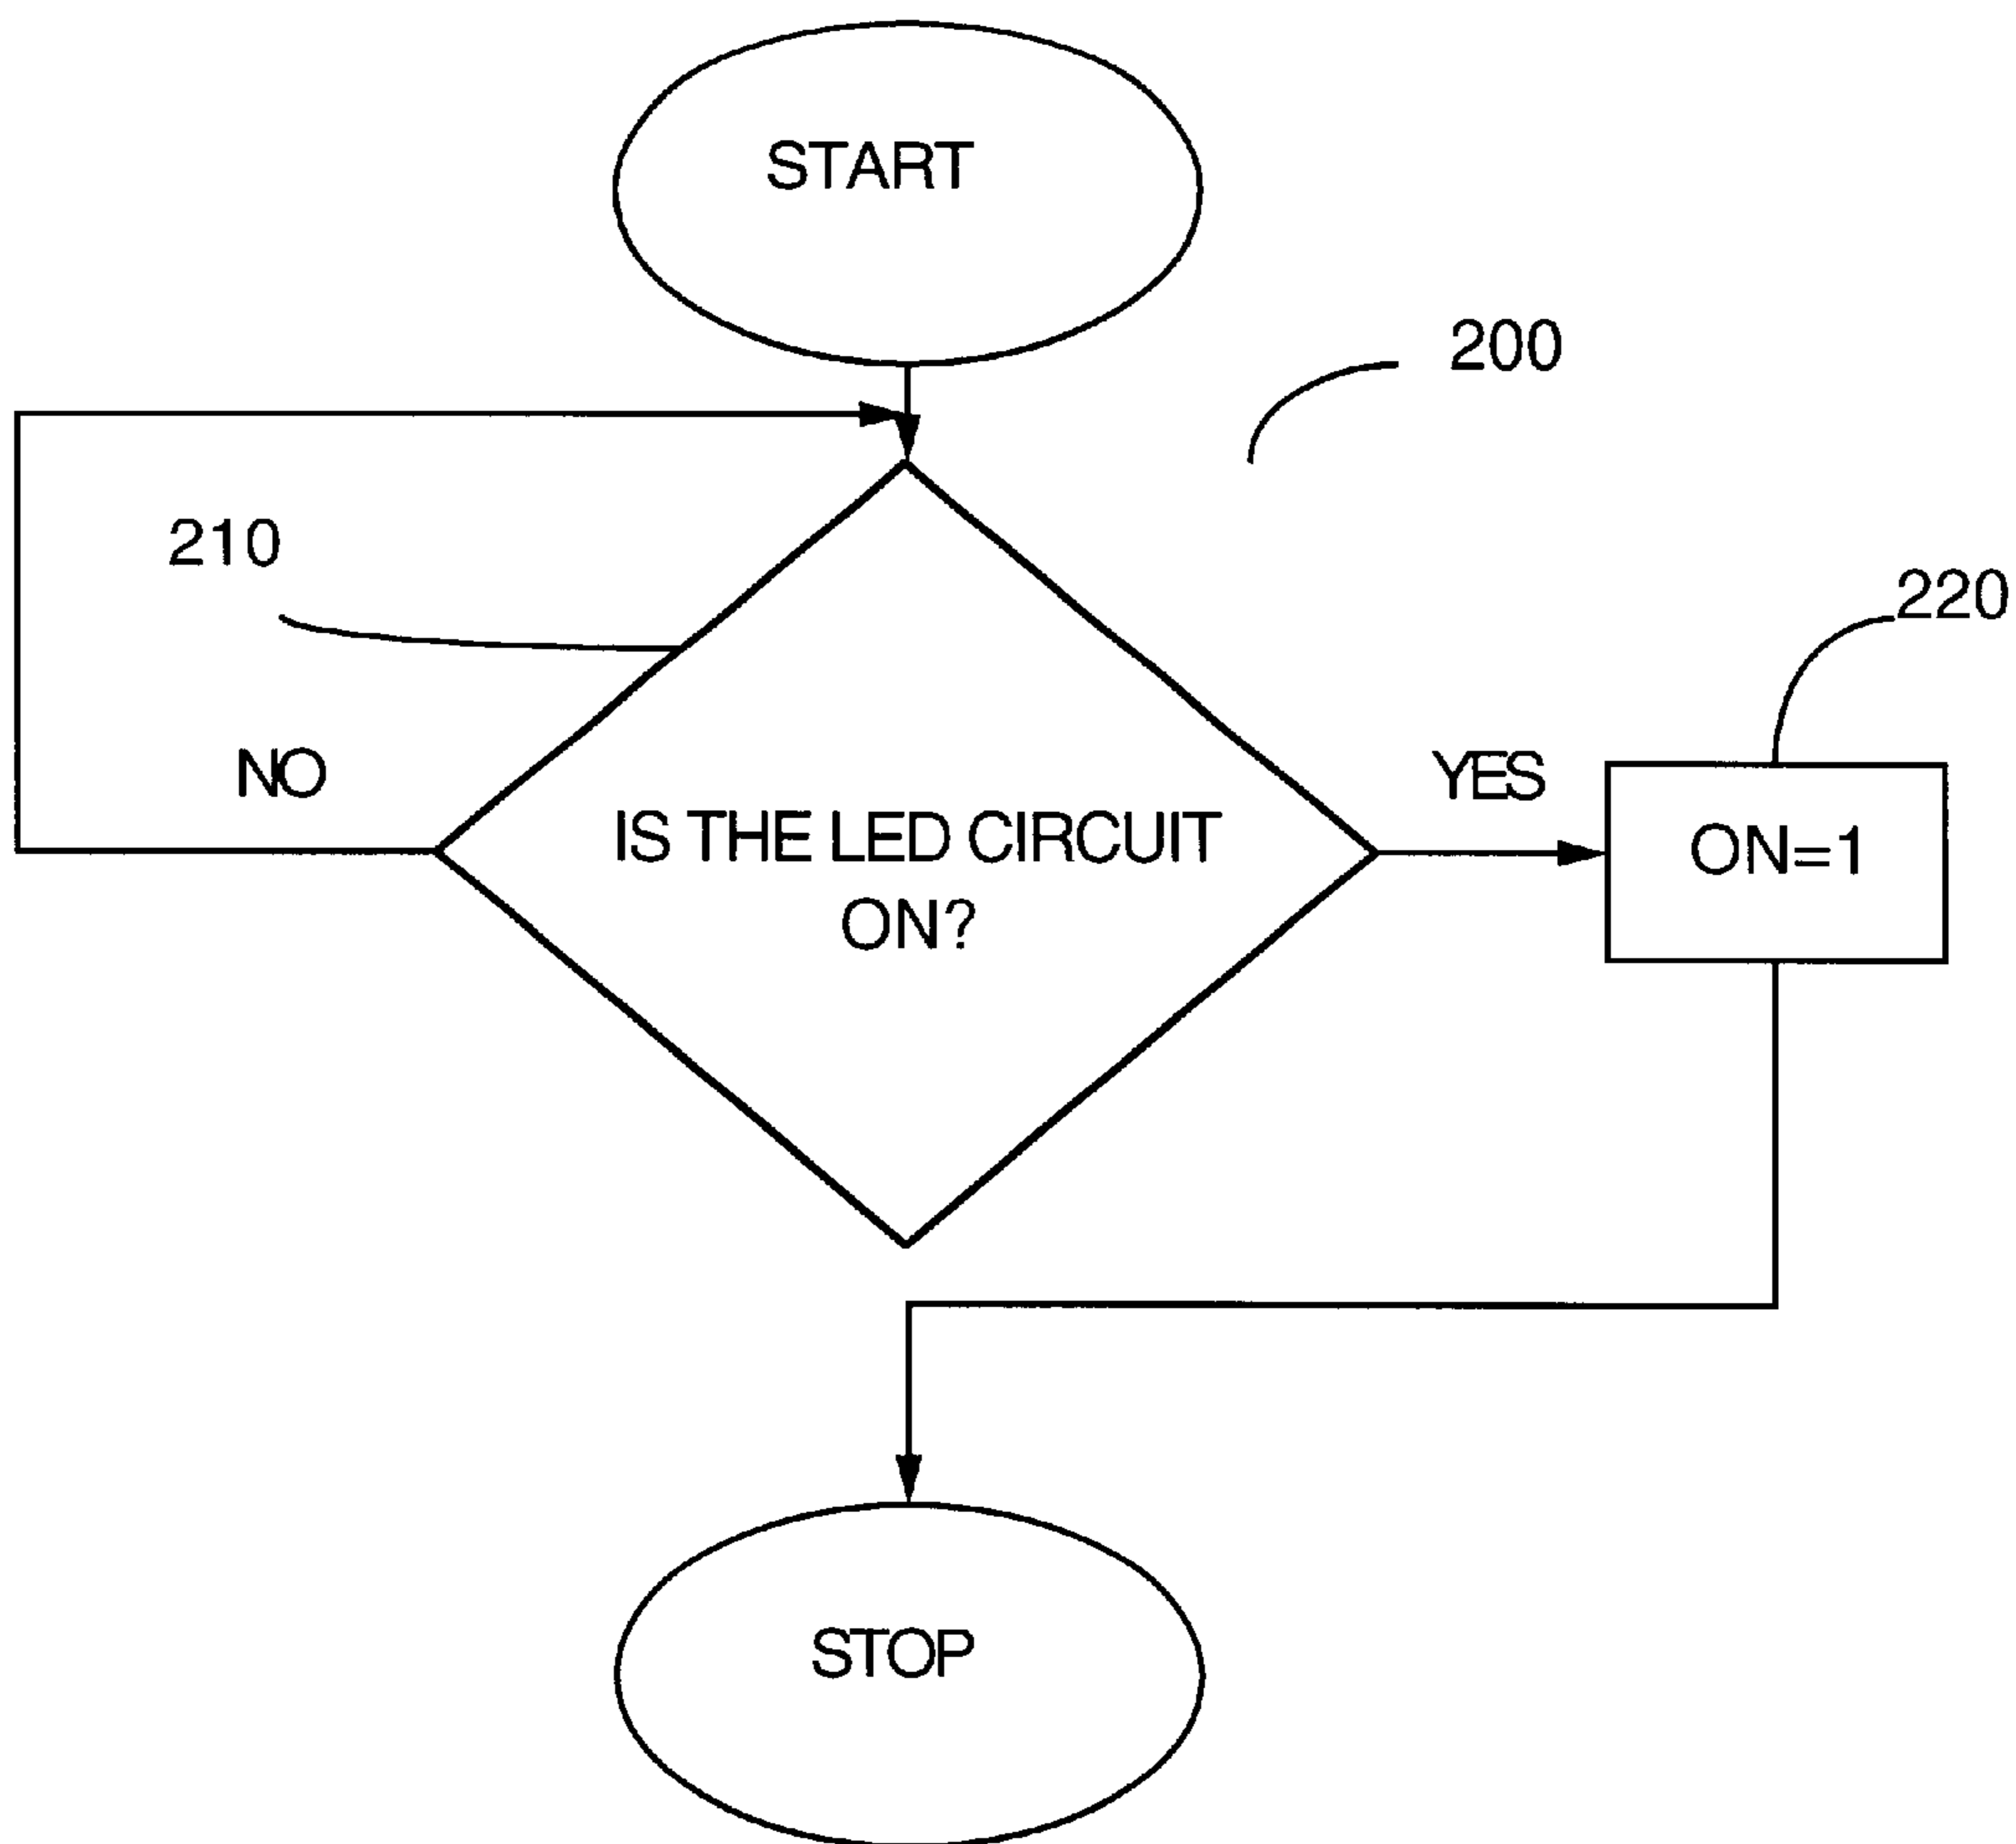 START
200
210
220
NO
YES
IS THE LED CIRCUIT
ON?
ON=1
STOP